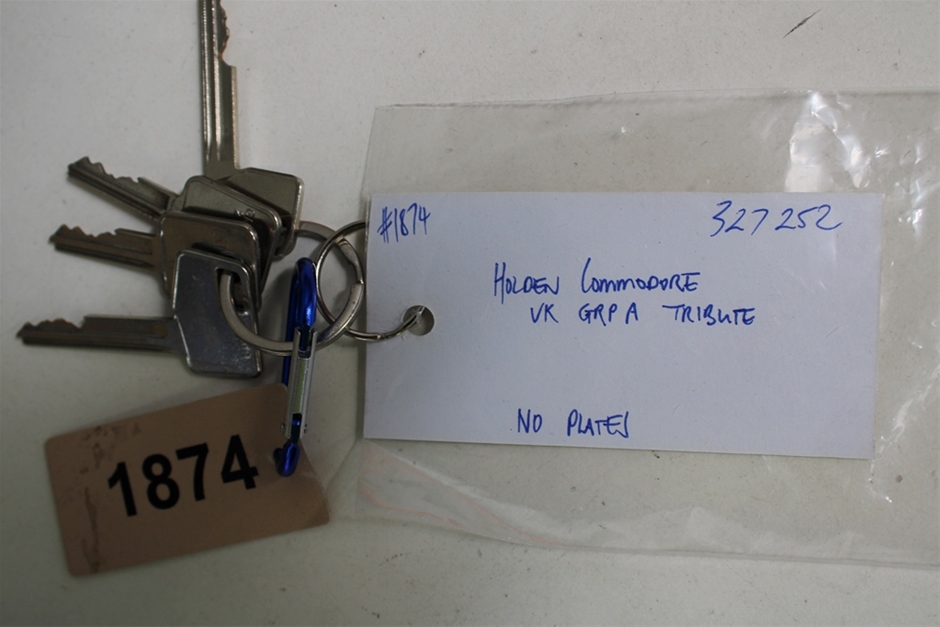 #1874
327252
HOLDEN COMMODORE
VK GRP A TRIBUTE
NO PLATES
1874